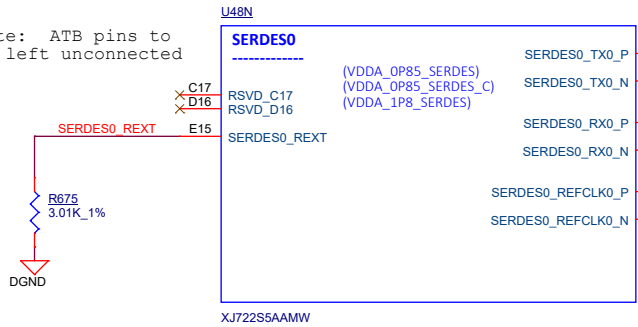 U48N
te: ATB pins to
left unconnected
SERDES0
-------------
(VDDA_0P85_SERDES)
(VDDA_0P85_SERDES_C)
(VDDA_1P8_SERDES)
SERDES0_TX0_P
SERDES0_TX0_N
SERDES0_RX0_P
SERDES0_RX0_N
SERDES0_REFCLK0_P
SERDES0_REFCLK0_N
C17
RSVD_C17
D16
RSVD_D16
SERDES0_REXT
E15
SERDES0_REXT
R675
3.01K_1%
DGND
XJ722S5AAMW